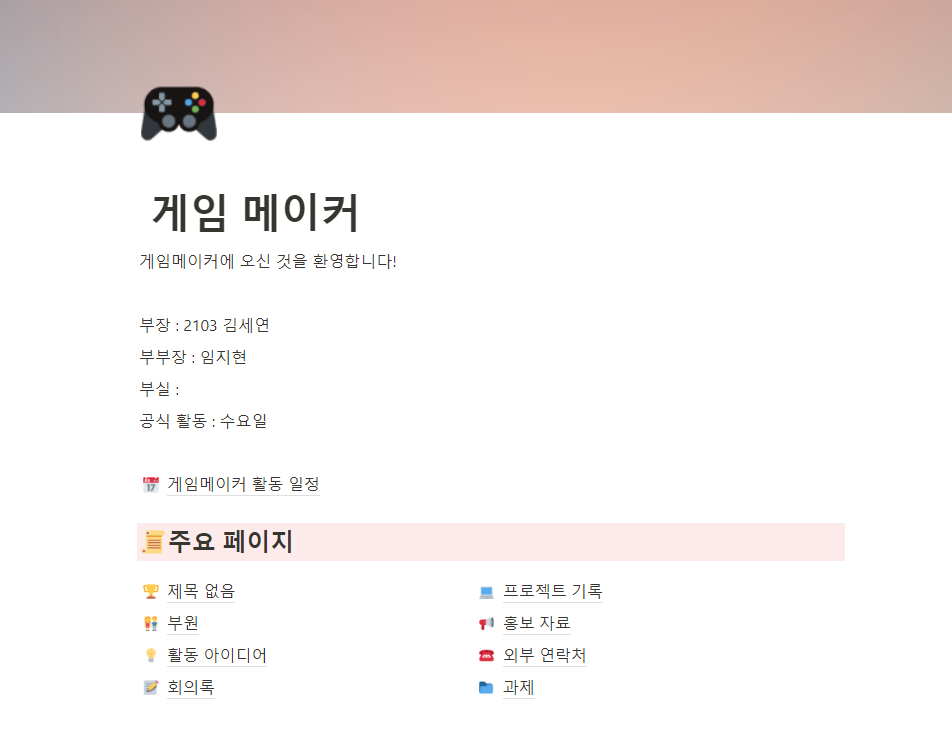 게임 메이커
게임메이커에 오신 것을 환영합니다!
부장 : 2103 김세연
부부장 : 임지현
부실 :
공식 활동 : 수요일
게임메이커 활동 일정
주요 페이지
제목 없음
부원
활동 아이디어
회의록
프로젝트 기록
홍보 자료
외부 연락처
과제